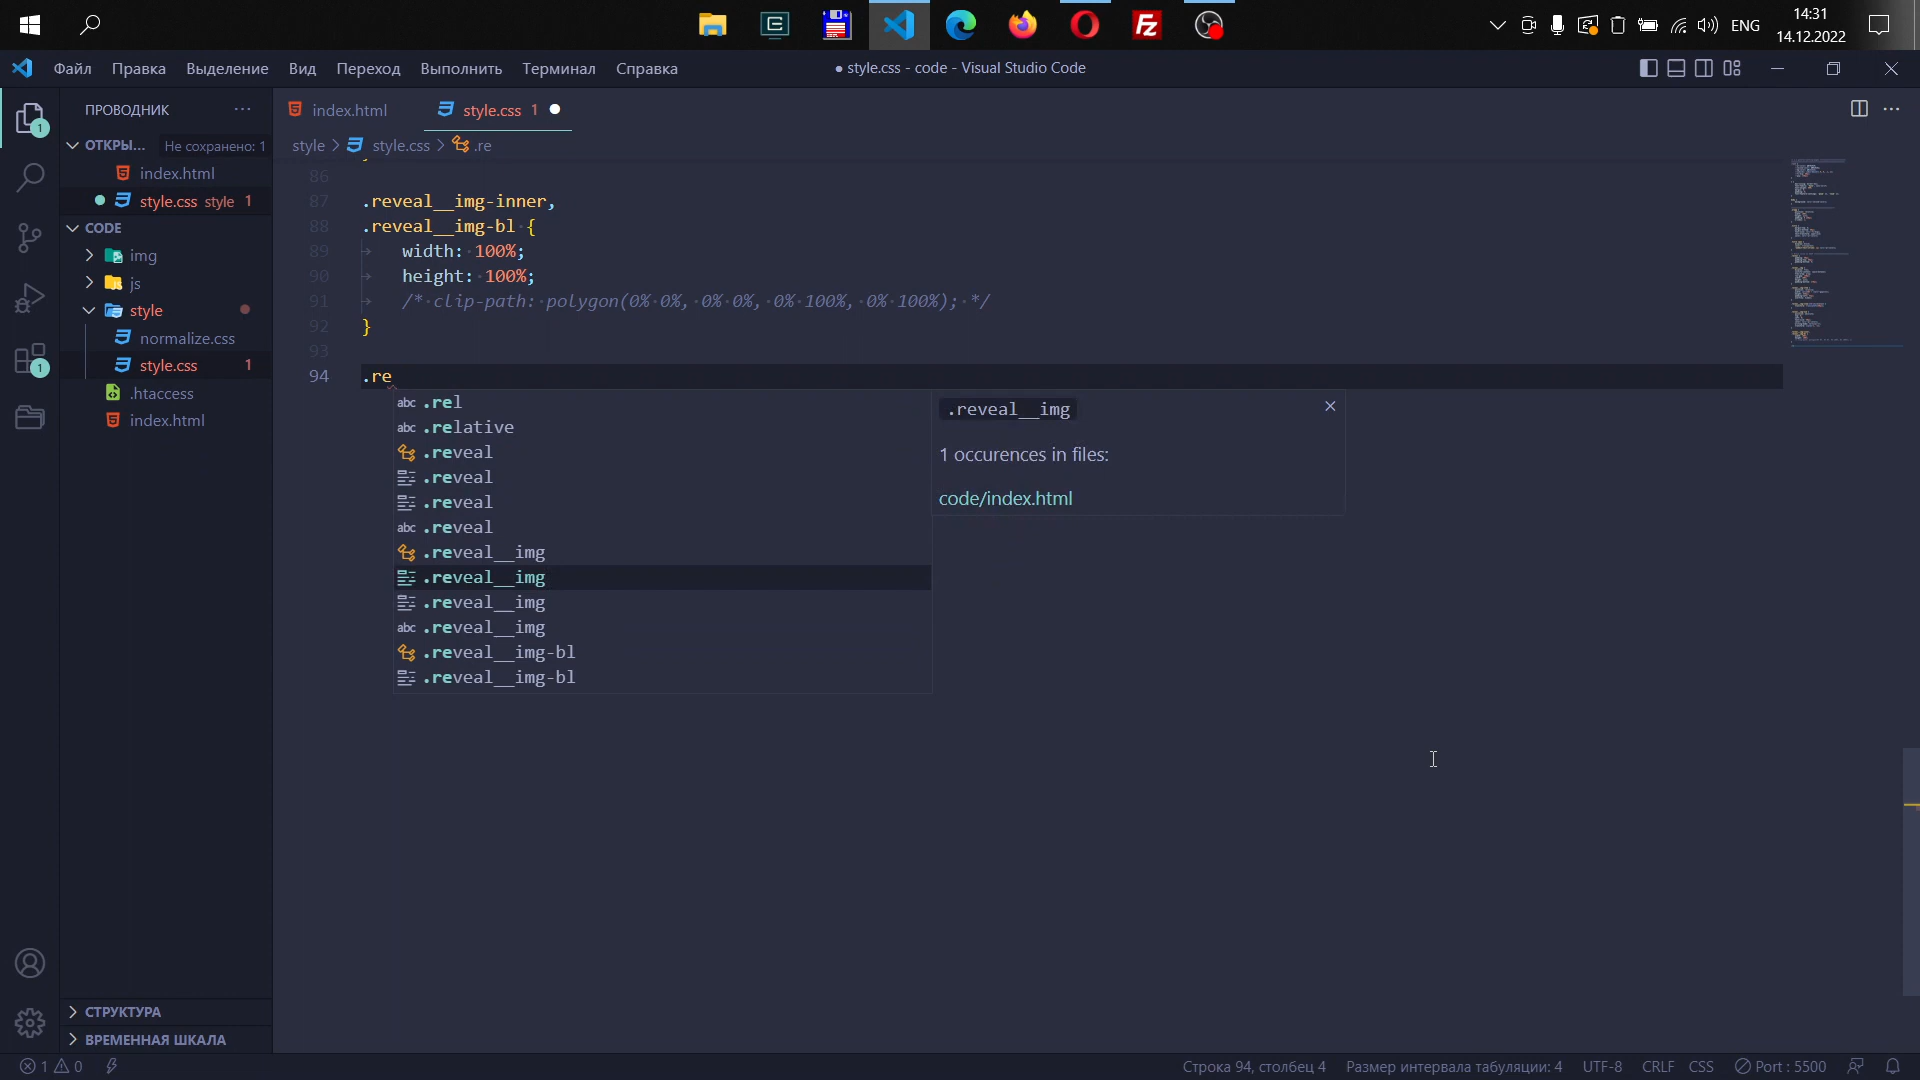 ENG
14:31
14.12.2022
Файл Правка Выделение Вид Переход Выполнить Терминал Справка
● style.css - code - Visual Studio Code
ПРОВОДНИК ···
index.html
style.css 1
ОТКРЫ... Не сохранено: 1
style > style.css > .re
index.html
style.css style 1
CODE
img
js
style
normalize.css
style.css 1
.htaccess
index.html
СТРУКТУРА
ВРЕМЕННАЯ ШКАЛА
86
87 .reveal__img-inner,
88 .reveal__img-bl {
89 width: 100%;
90 height: 100%;
91 /* clip-path: polygon(0% 0%, 0% 0%, 0% 100%, 0% 100%); */
92 }
93
94 .re
abc .rel
abc .relative
.reveal
.reveal
.reveal
abc .reveal
.reveal__img
.reveal__img
.reveal__img
abc .reveal__img
.reveal__img-bl
.reveal__img-bl
.reveal__img
1 occurences in files:
code/index.html
1 0
Строка 94, столбец 4 Размер интервала табуляции: 4 UTF-8 CRLF CSS Port : 5500